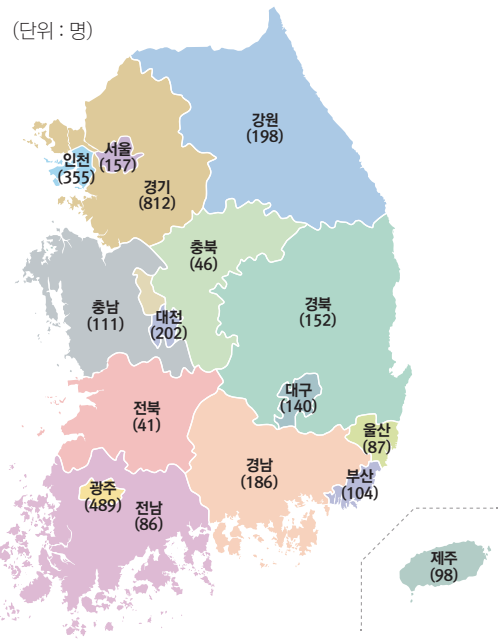 (단위 : 명)
강원
(198)
서울
(157)
인천
(355)
경기
(812)
충북
(46)
충남
(111)
대전
(202)
경북
(152)
대구
(140)
전북
(41)
울산
(87)
경남
(186)
부산
(104)
광주
(489)
전남
(86)
제주
(98)